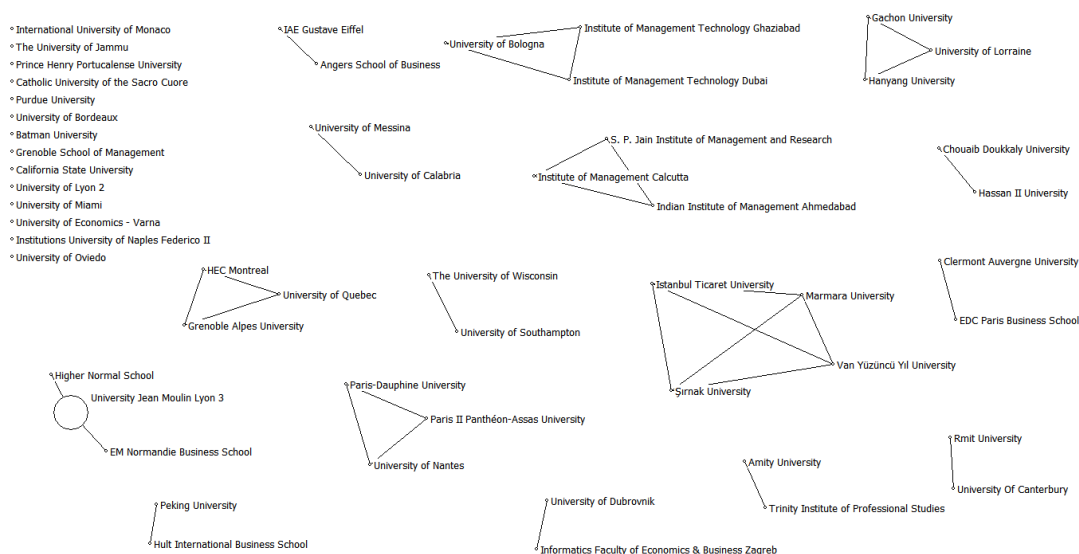 International University of Monaco
The University of Jammu
Prince Henry Portucalense University
Catholic University of the Sacro Cuore
Purdue University
University of Bordeaux
Batman University
Grenoble School of Management
California State University
University of Lyon 2
University of Miami
University of Economics - Varna
Institutions University of Naples Federico II
University of Oviedo
IAE Gustave Eiffel
Angers School of Business
University of Bologna
Institute of Management Technology Ghaziabad
Institute of Management Technology Dubai
Gachon University
University of Lorraine
Hanyang University
University of Messina
University of Calabria
S. P. Jain Institute of Management and Research
Institute of Management Calcutta
Indian Institute of Management Ahmedabad
Chouaib Doukkaly University
Hassan II University
HEC Montreal
University of Quebec
Grenoble Alpes University
The University of Wisconsin
University of Southampton
Istanbul Ticaret University
Marmara University
Van Yüzüncü Yıl University
Şırnak University
Clermont Auvergne University
EDC Paris Business School
Higher Normal School
University Jean Moulin Lyon 3
EM Normandie Business School
Paris-Dauphine University
Paris II Panthéon-Assas University
University of Nantes
Amity University
Trinity Institute of Professional Studies
Rmit University
University Of Canterbury
Peking University
Hult International Business School
University of Dubrovnik
Informatics Faculty of Economics & Business Zagreb